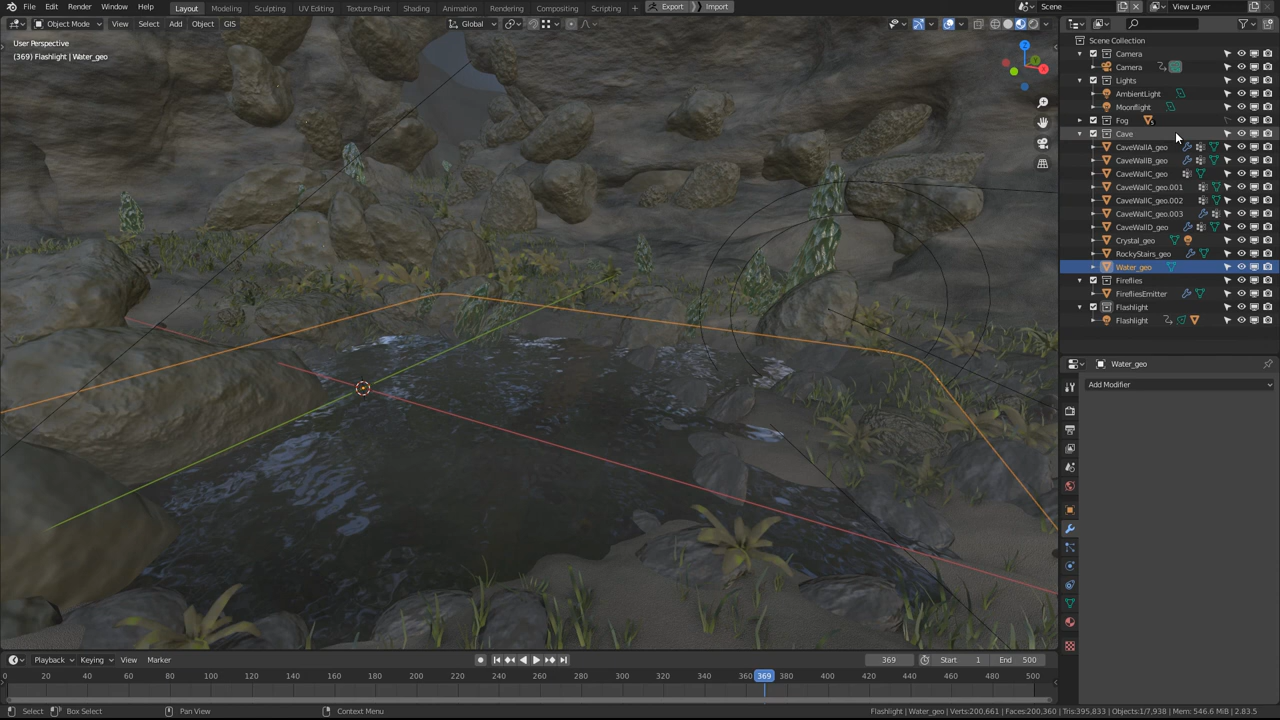 File Edit Render Window Help Layout Modeling Sculpting UV Editing Texture Paint Shading Animation Rendering Compositing Scripting + Export Import Scene View Layer
Object Mode View Select Add Object GIS Global
User Perspective
(369) Flashlight | Water_geo
Z
X
Y
Scene Collection
Camera
Camera
Lights
AmbientLight
Moonflight
Fog 5
Cave
CaveWallA_geo
CaveWallB_geo
CaveWallC_geo
CaveWallC_geo.001
CaveWallC_geo.002
CaveWallC_geo.003
CaveWallD_geo
Crystal_geo
RockyStairs_geo
Water_geo
Fireflies
FirefliesEmitter
Flashlight
Flashlight
Water_geo
Add Modifier
Playback Keying View Marker 369 Start 1 End 500
0 20 40 60 80 100 120 140 160 180 200 220 240 260 280 300 320 340 360 369 380 400 420 440 460 480 500
Select Box Select Pan View Context Menu Flashlight | Water_geo | Verts:200,661 | Faces:200,360 | Tris:395,833 | Objects:1/7,938 | Mem: 546.6 MiB | 2.83.5